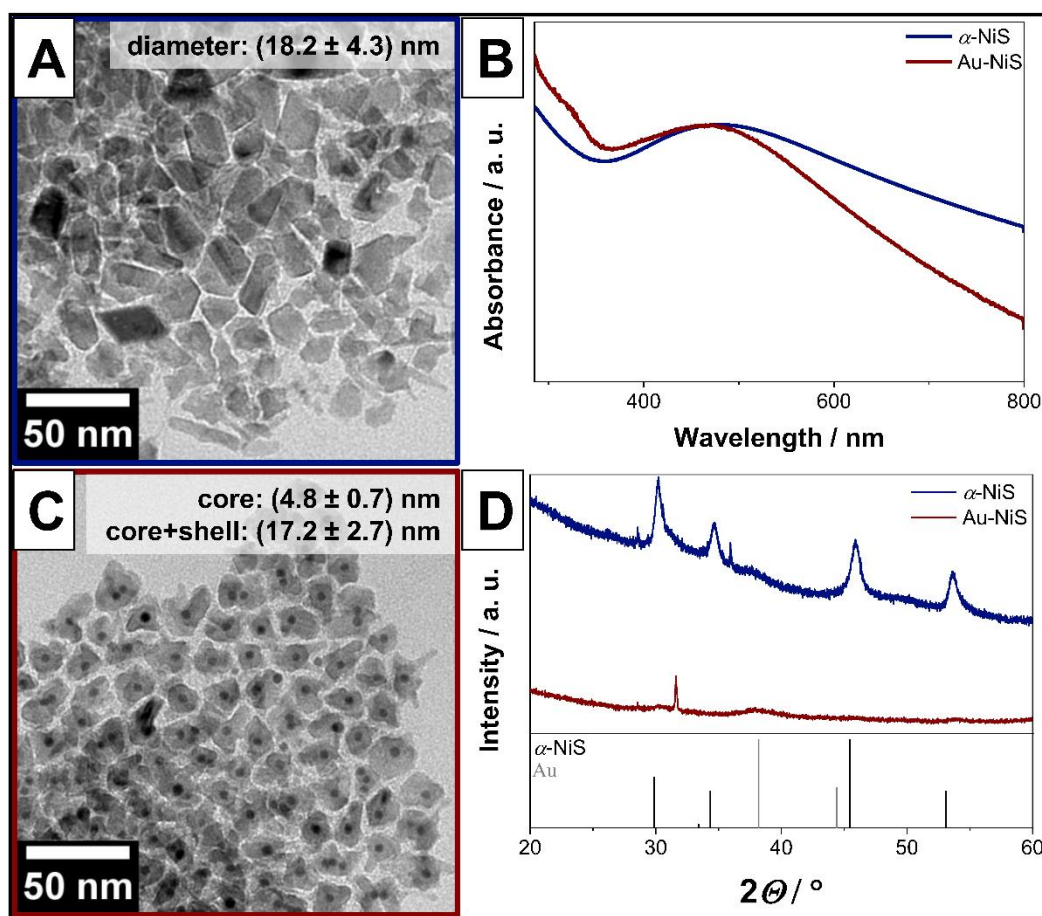 A
diameter: (18.2 ± 4.3) nm
50 nm
B
α-NiS
Au-NiS
Absorbance / a. u.
400
600
800
Wavelength / nm
C
core: (4.8 ± 0.7) nm
core+shell: (17.2 ± 2.7) nm
50 nm
D
α-NiS
Au-NiS
Intensity / a. u.
α-NiS
Au
20
30
40
50
60
2Θ / °